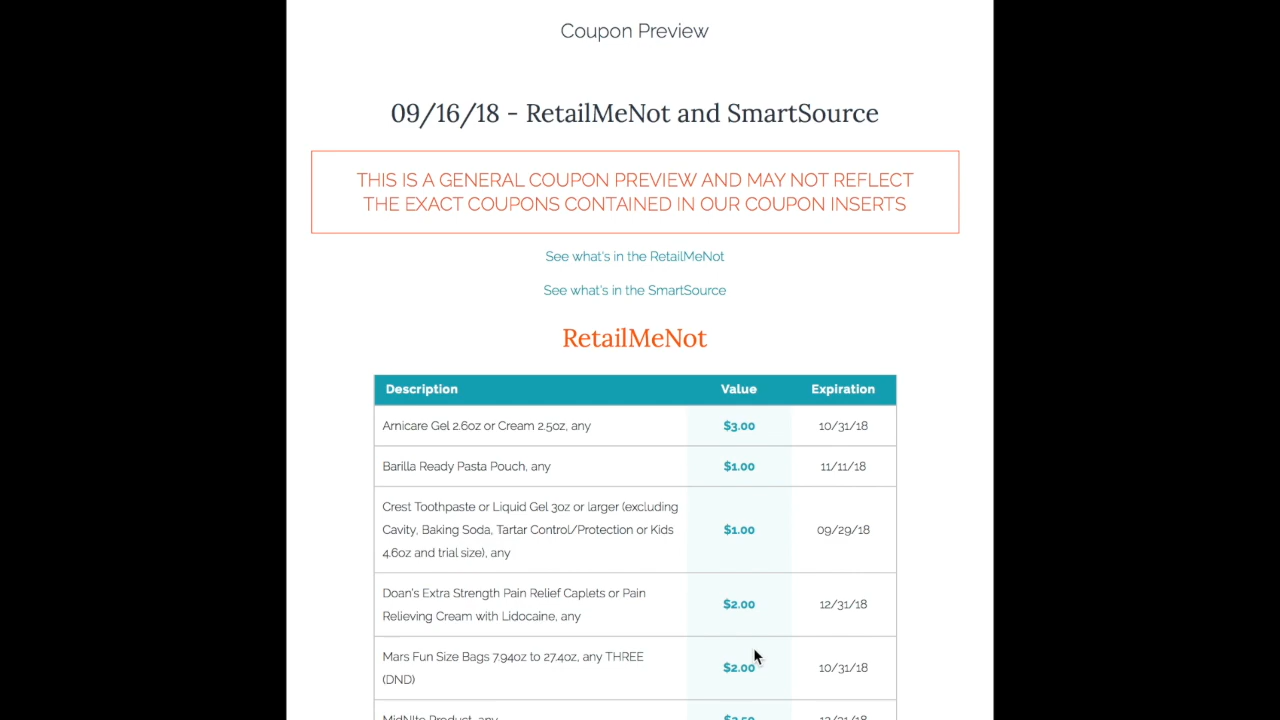 Coupon Preview
09/16/18 - RetailMeNot and SmartSource
THIS IS A GENERAL COUPON PREVIEW AND MAY NOT REFLECT
THE EXACT COUPONS CONTAINED IN OUR COUPON INSERTS
See what's in the RetailMeNot
See what's in the SmartSource
RetailMeNot
Description Value Expiration
Arnicare Gel 2.6oz or Cream 2.5oz, any $3.00 10/31/18
Barilla Ready Pasta Pouch, any $1.00 11/11/18
Crest Toothpaste or Liquid Gel 3oz or larger (excluding
Cavity, Baking Soda, Tartar Control/Protection or Kids $1.00 09/29/18
4.6oz and trial size), any
Doan's Extra Strength Pain Relief Caplets or Pain
Relieving Cream with Lidocaine, any $2.00 12/31/18
Mars Fun Size Bags 7.94oz to 27.4oz, any THREE
(DND) $2.00 10/31/18
MidNIte Product, any